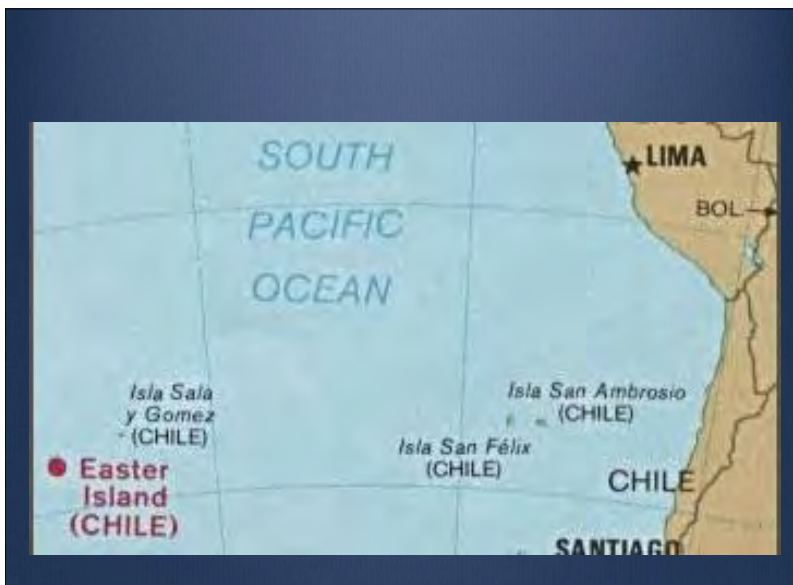 SOUTH
PACIFIC
OCEAN
LIMA
BOL
Isla Sala
y Gomez
(CHILE)
Easter
Island
(CHILE)
Isla San Ambrosio
(CHILE)
Isla San Félix
(CHILE)
CHILE
SANTIAGO